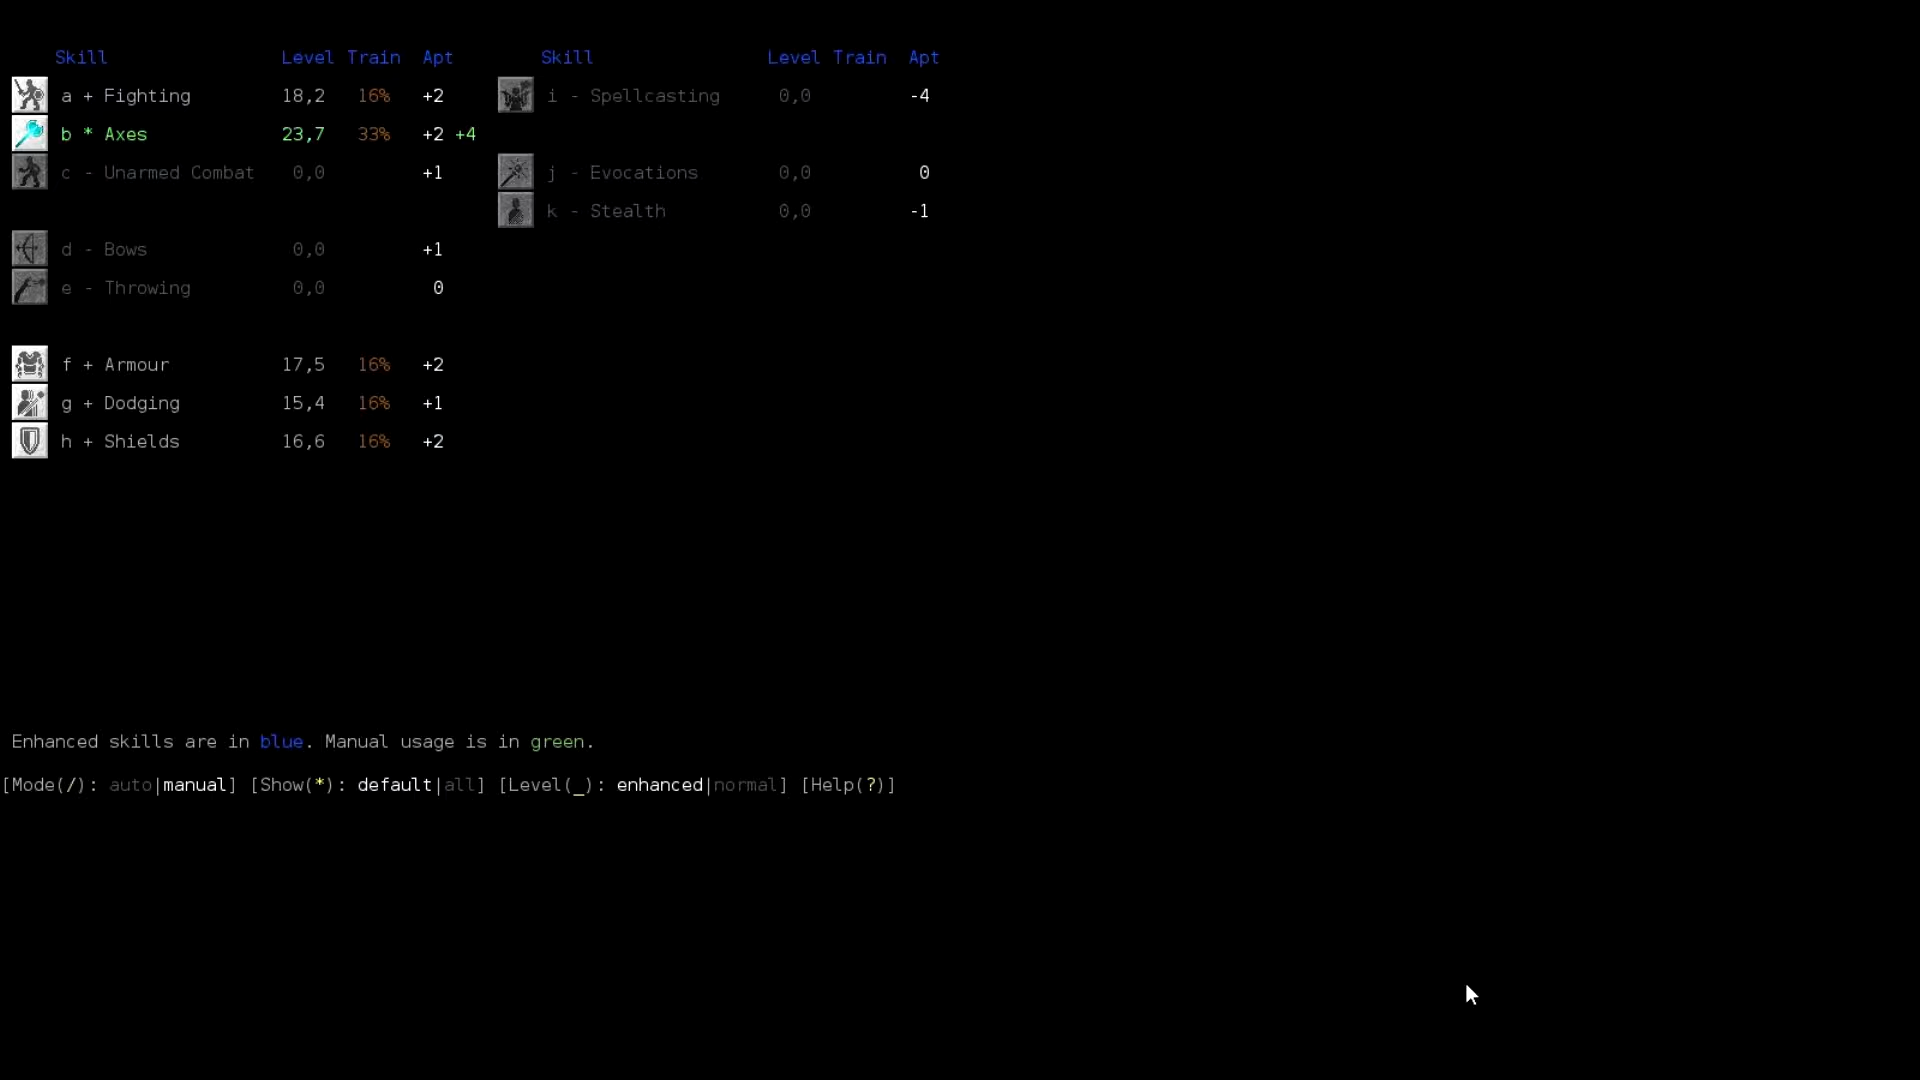 Skill Level Train Apt Skill Level Train Apt
a + Fighting 18,2 16% +2 i - Spellcasting 0,0 -4
b * Axes 23,7 33% +2 +4
c - Unarmed Combat 0,0 +1 j - Evocations 0,0 0
k - Stealth 0,0 -1
d - Bows 0,0 +1
e - Throwing 0,0 0
f + Armour 17,5 16% +2
g + Dodging 15,4 16% +1
h + Shields 16,6 16% +2
Enhanced skills are in blue. Manual usage is in green.
[Mode(/): auto|manual] [Show(*): default|all] [Level(_): enhanced|normal] [Help(?)]